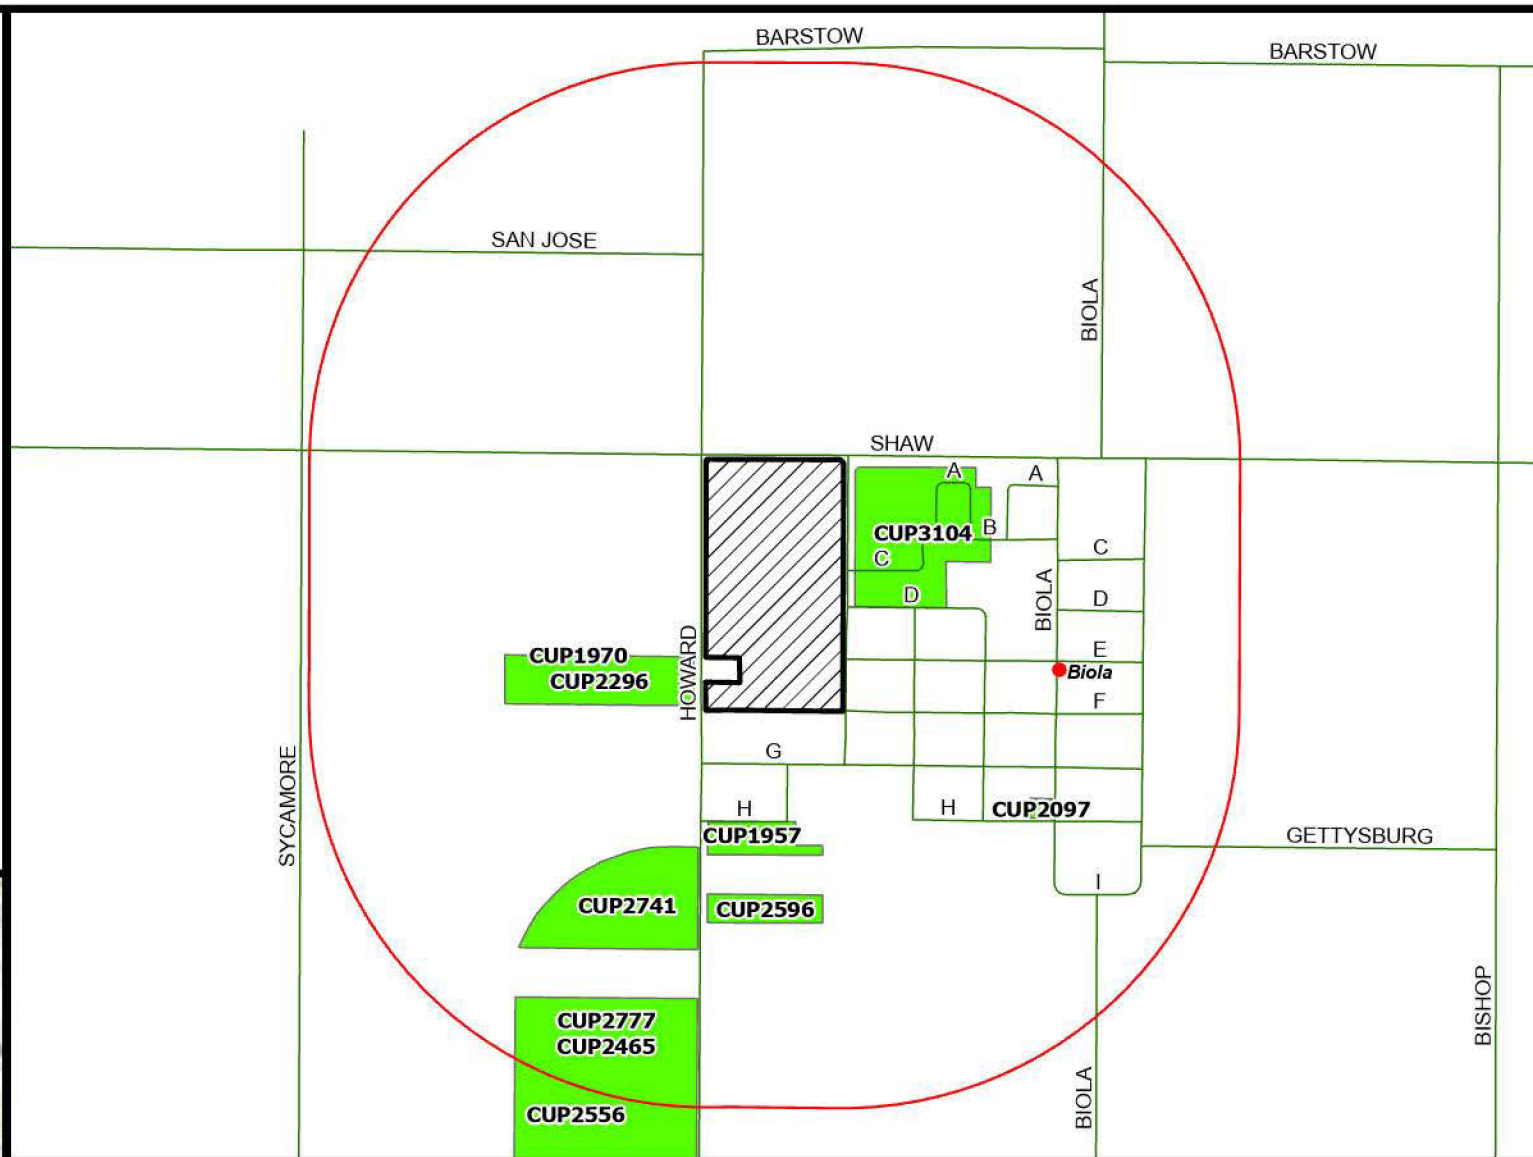 BARSTOW
BARSTOW
SAN JOSE
BIOLA
SHAW
A
A
B
CUP3104
C
C
D
D
BIOLA
E
CUP1970
Biola
CUP2296
HOWARD
F
G
SYCAMORE
H
H
CUP2097
CUP1957
GETTYSBURG
I
CUP2741
CUP2596
BISHOP
CUP2777
CUP2465
BIOLA
CUP2556